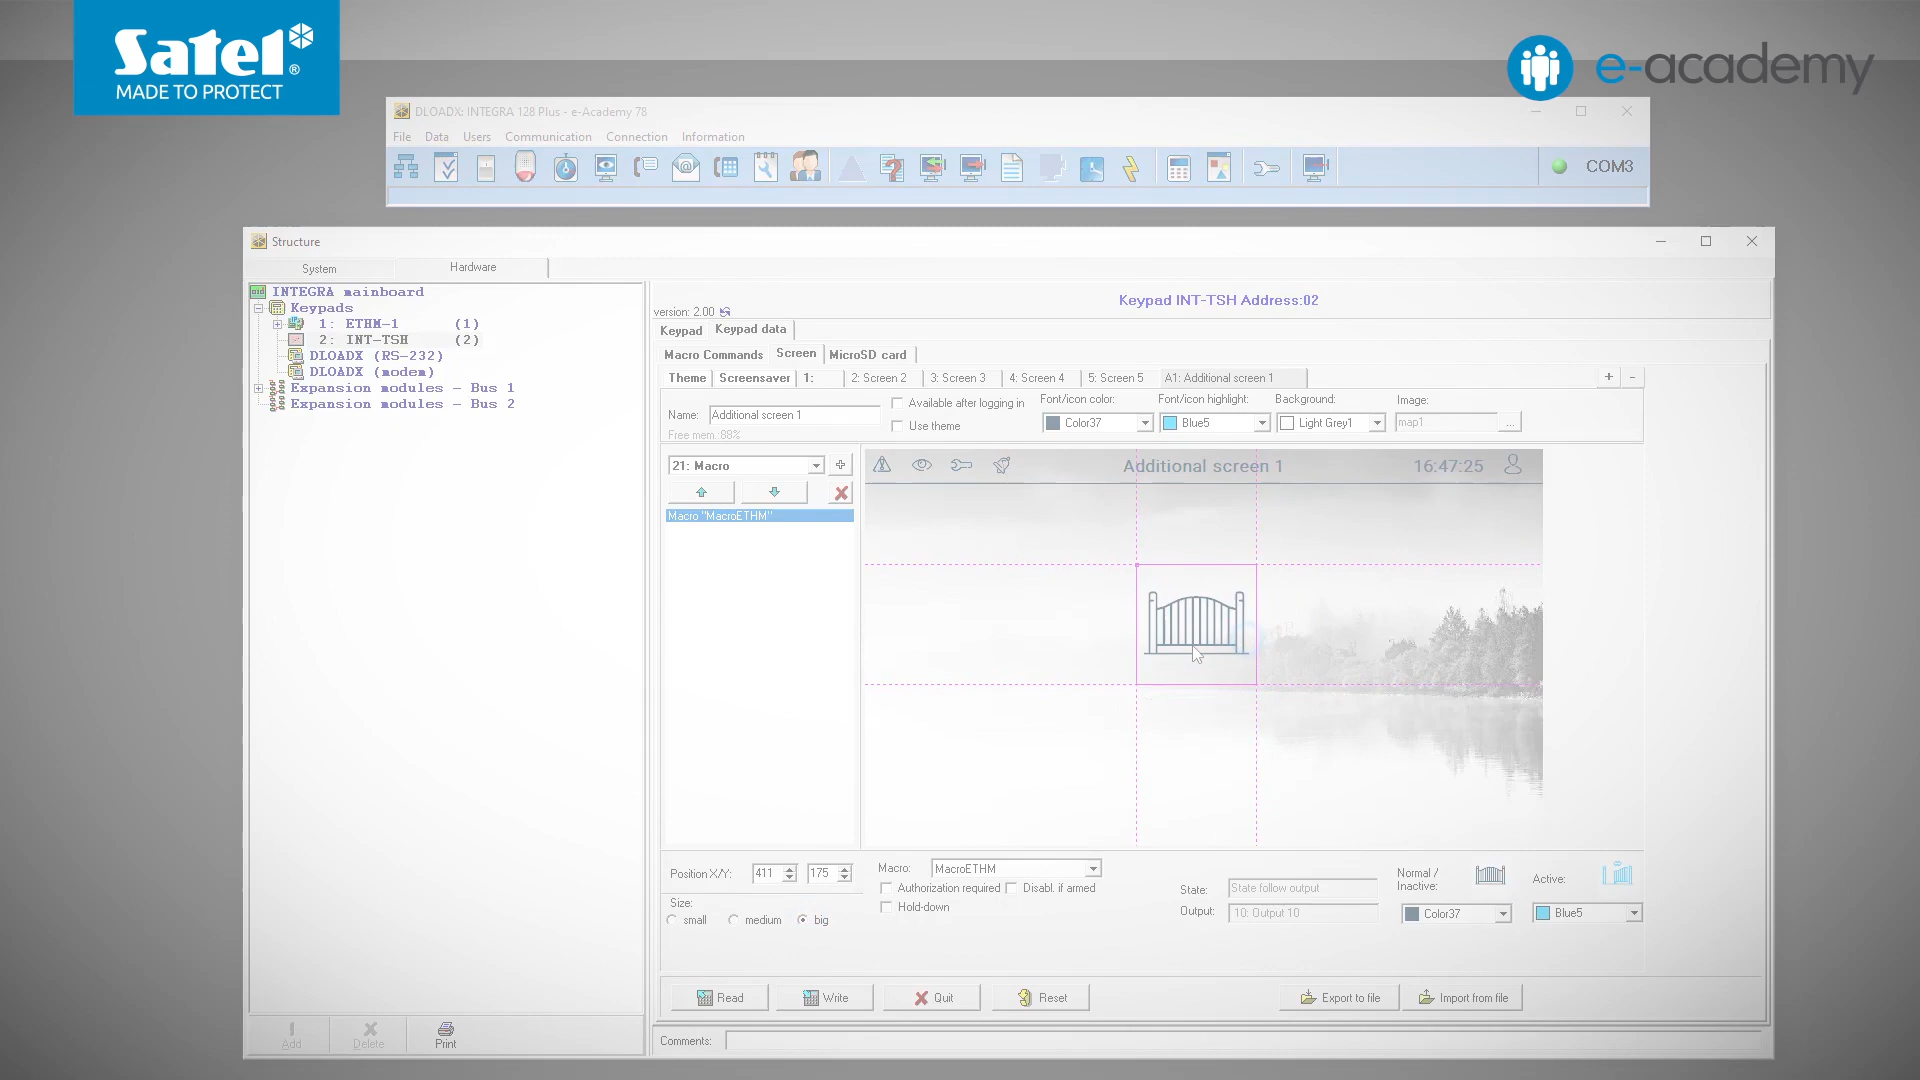 Satel®
MADE TO PROTECT
e-academy
DLOADX: INTEGRA 128 Plus - e-Academy 78
File Data Users Communication Connection Information
COM3
Structure
System Hardware
INTEGRA mainboard
Keypads
1: ETHM-1 (1)
2: INT-TSH (2)
DLOADX (RS-232)
DLOADX (modem)
Expansion modules - Bus 1
Expansion modules - Bus 2
Keypad INT-TSH Address:02
version: 2.00
Keypad Keypad data
Macro Commands Screen MicroSD card
Theme Screensaver 1: 2: Screen 2 3: Screen 3 4: Screen 4 5: Screen 5 A1: Additional screen 1 + -
Name: Additional screen 1
Free mem.:88%
Available after logging in
Use theme
Font/icon color: Font/icon highlight: Background: Image:
Color37 Blue5 Light Grey1 map1 ...
21: Macro
Macro "MacroETHM"
Additional screen 1 16:47:25
Position X/Y: 411 175
Size:
small medium big
Macro: MacroETHM
Authorization required Disabl. if armed
Hold-down
State: State follow output
Output: 10: Output 10
Normal /
Inactive:
Color37
Active:
Blue5
Read Write Quit Reset Export to file Import from file
Add Delete Print
Comments: